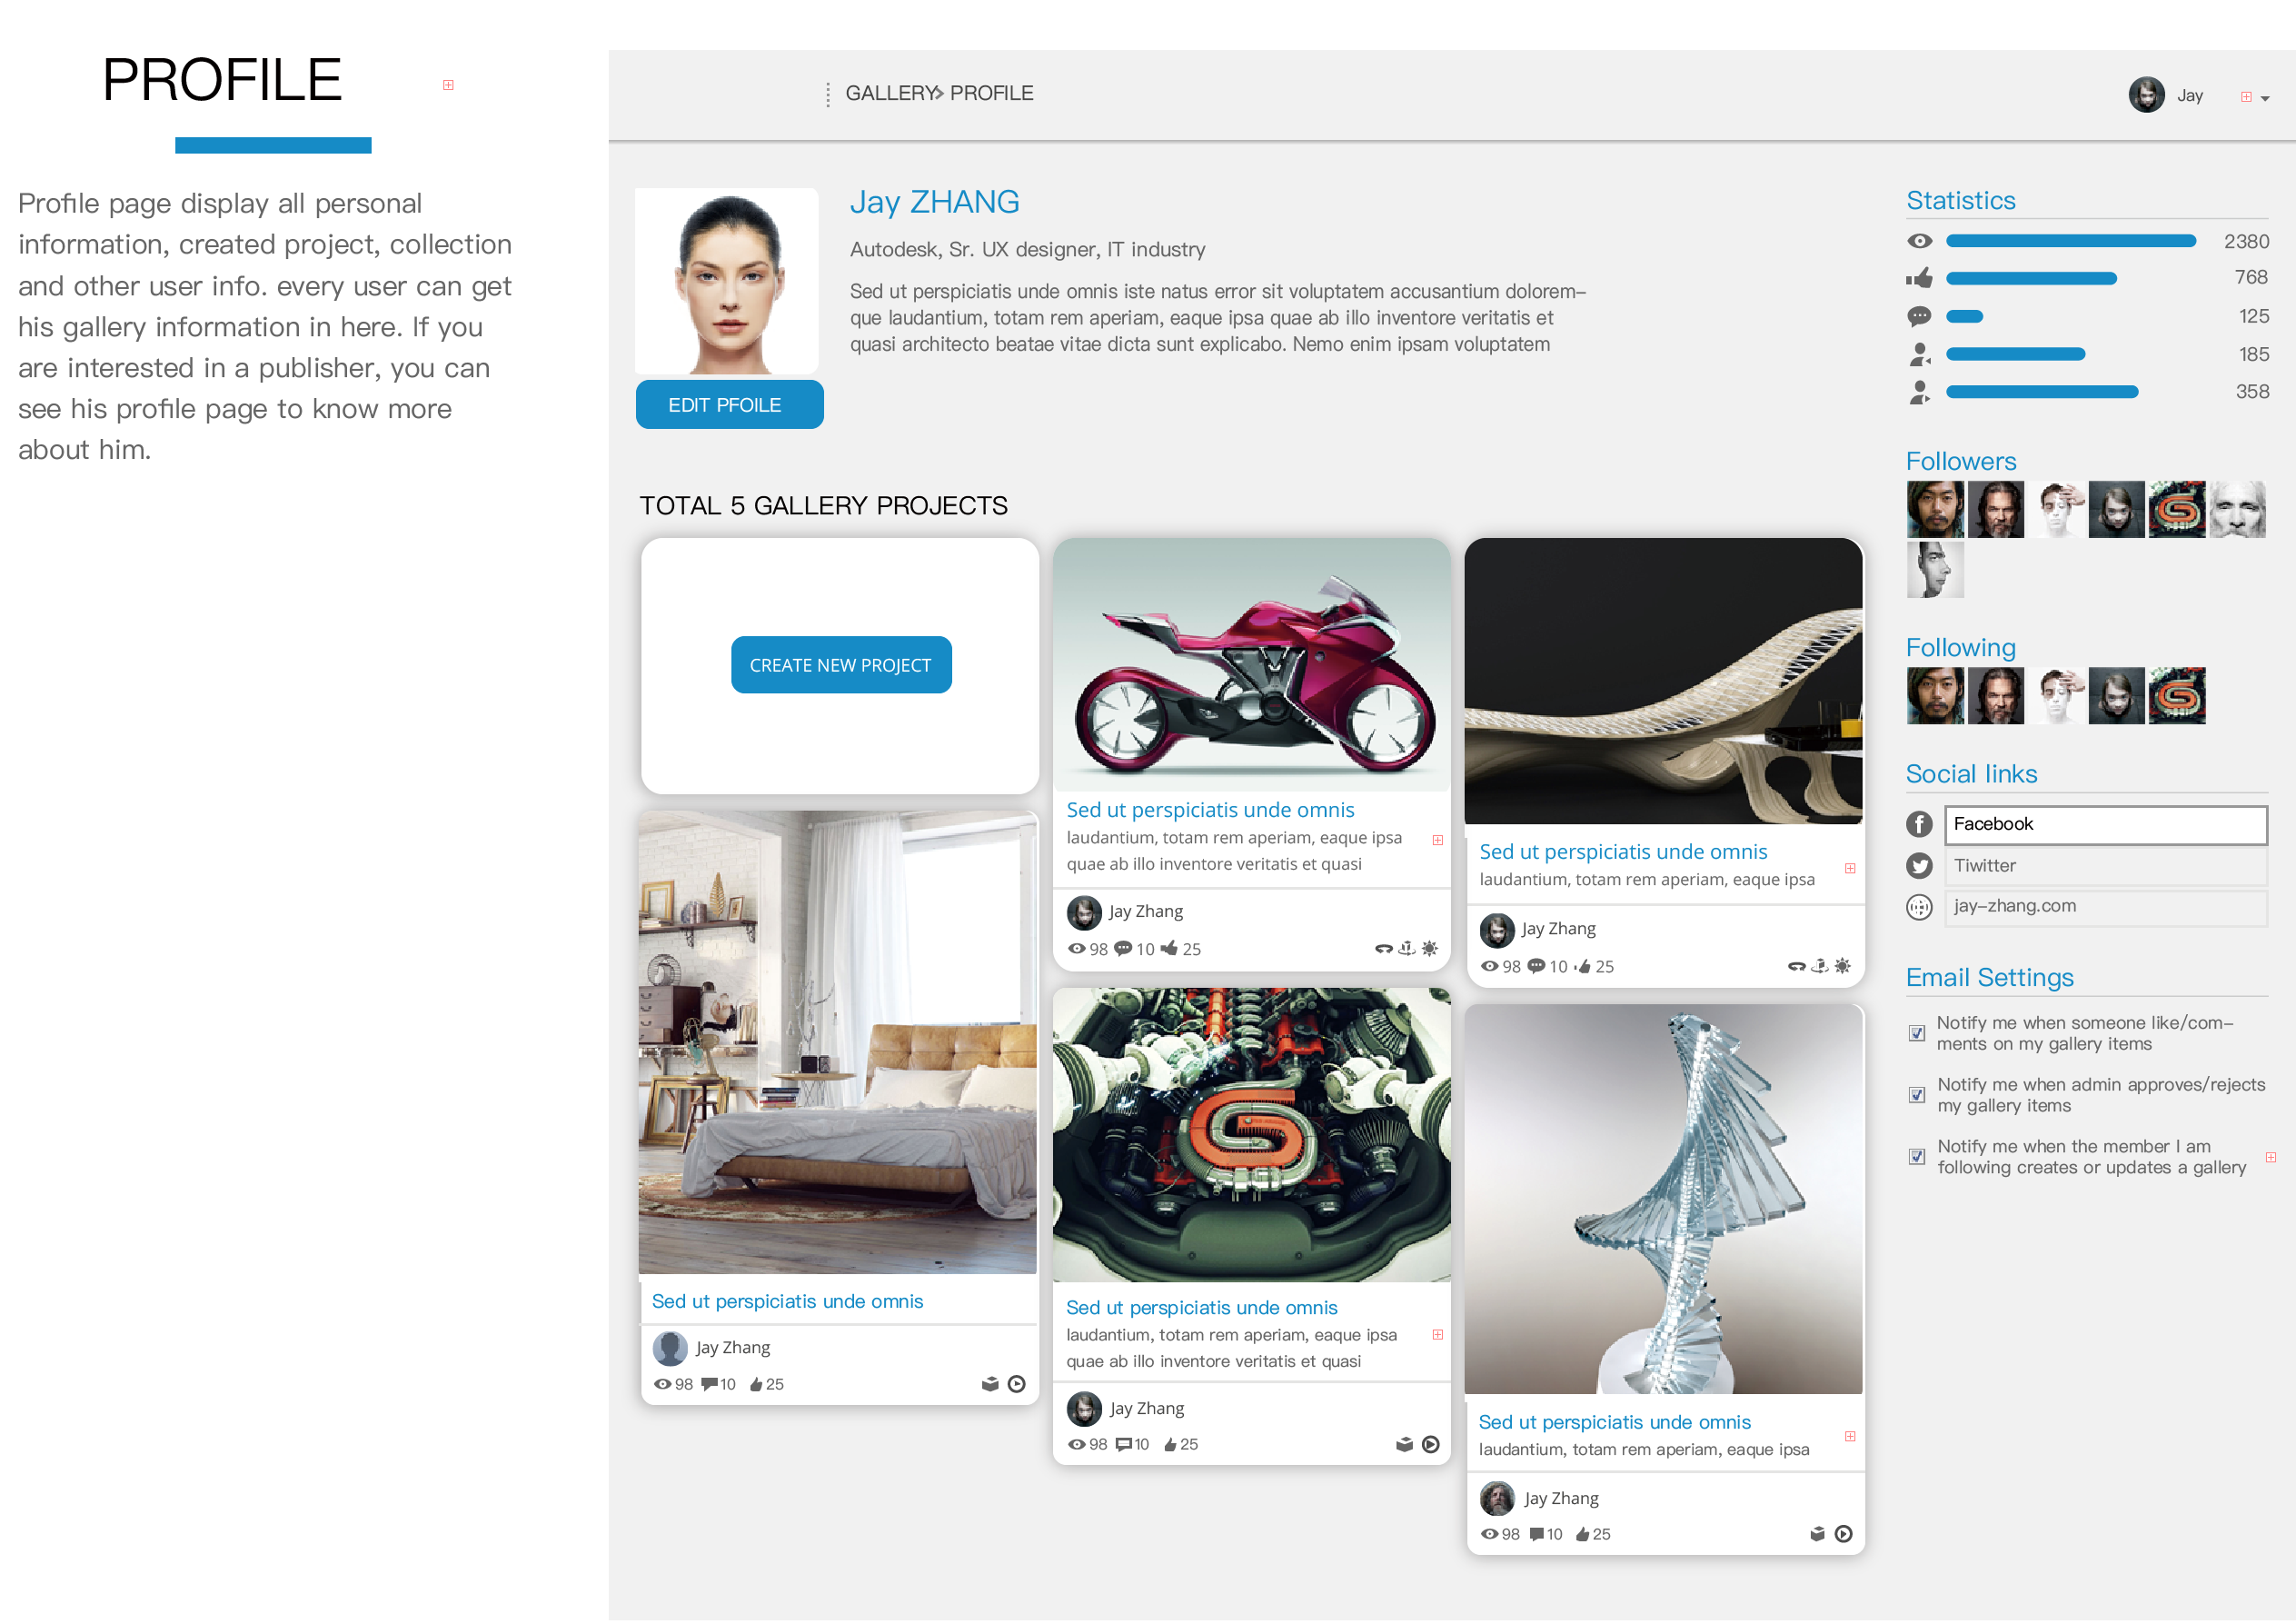 PROFILE
Profile page display all personal
information, created project, collection
and other user info. every user can get
his gallery information in here. If you
are interested in a publisher, you can
see his profile page to know more
about him.
GALLERY> PROFILE
Jay
Jay ZHANG
Autodesk, Sr. UX designer, IT industry
Sed ut perspiciatis unde omnis iste natus error sit voluptatem accusantium dolorem-
que laudantium, totam rem aperiam, eaque ipsa quae ab illo inventore veritatis et
quasi architecto beatae vitae dicta sunt explicabo. Nemo enim ipsam voluptatem
EDIT PFOILE
TOTAL 5 GALLERY PROJECTS
CREATE NEW PROJECT
Sed ut perspiciatis unde omnis
Jay Zhang
98 10 25
Sed ut perspiciatis unde omnis
laudantium, totam rem aperiam, eaque ipsa
quae ab illo inventore veritatis et quasi
Jay Zhang
98 10 25
Sed ut perspiciatis unde omnis
laudantium, totam rem aperiam, eaque ipsa
quae ab illo inventore veritatis et quasi
Jay Zhang
98 10 25
Sed ut perspiciatis unde omnis
laudantium, totam rem aperiam, eaque ipsa
Jay Zhang
98 10 25
Sed ut perspiciatis unde omnis
laudantium, totam rem aperiam, eaque ipsa
Jay Zhang
98 10 25
Statistics
2380
768
125
185
358
Followers
Following
Social links
Facebook
Tiwitter
jay-zhang.com
Email Settings
Notify me when someone like/com-
ments on my gallery items
Notify me when admin approves/rejects
my gallery items
Notify me when the member I am
following creates or updates a gallery